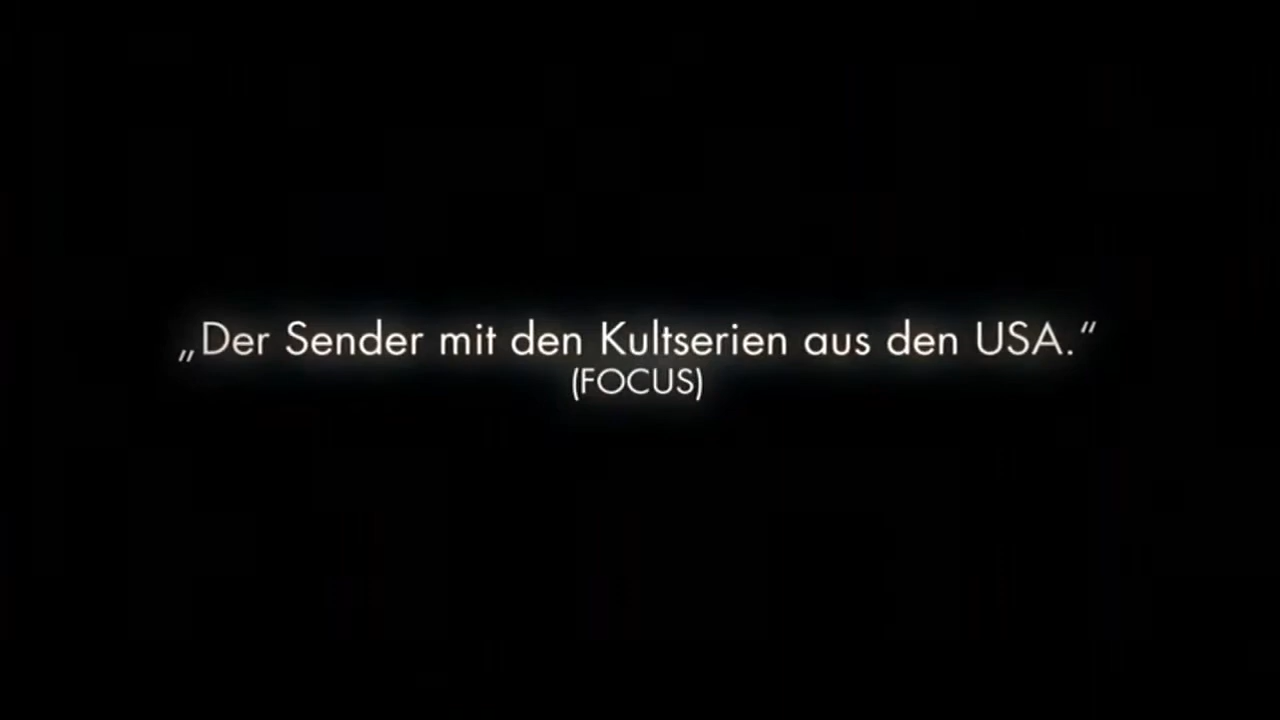 „Der Sender mit den Kultserien aus den USA.“
(FOCUS)